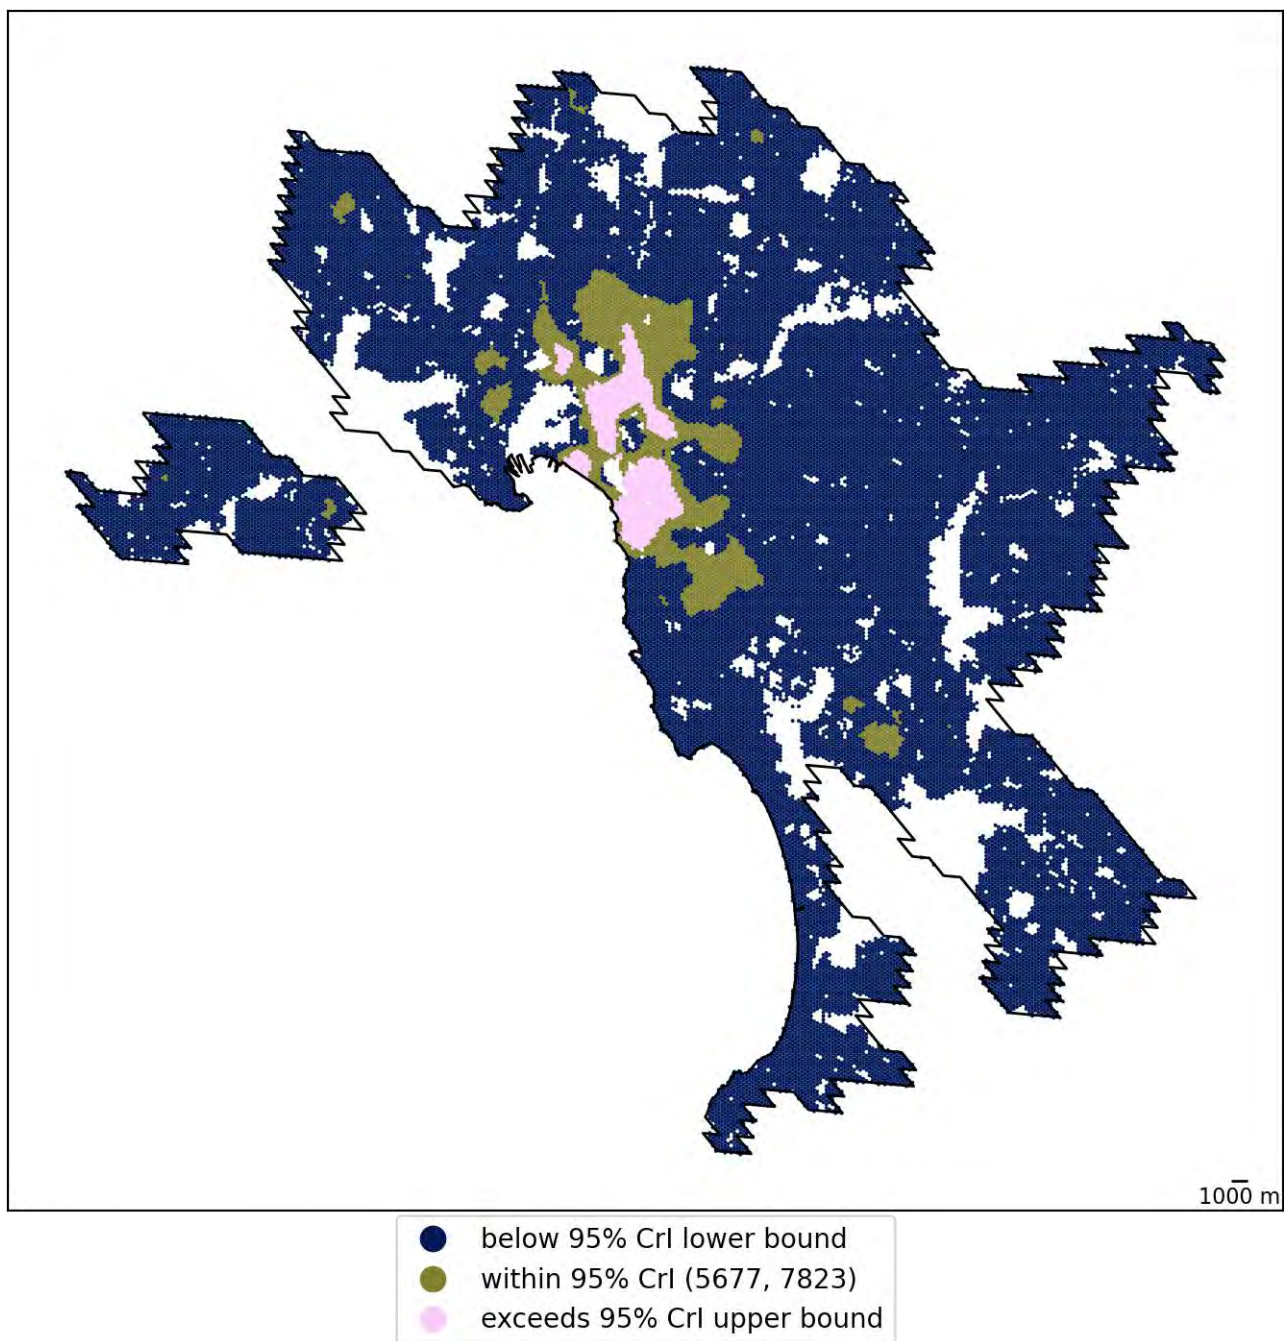 1000 m
below 95% CrI lower bound
within 95% CrI (5677, 7823)
exceeds 95% CrI upper bound